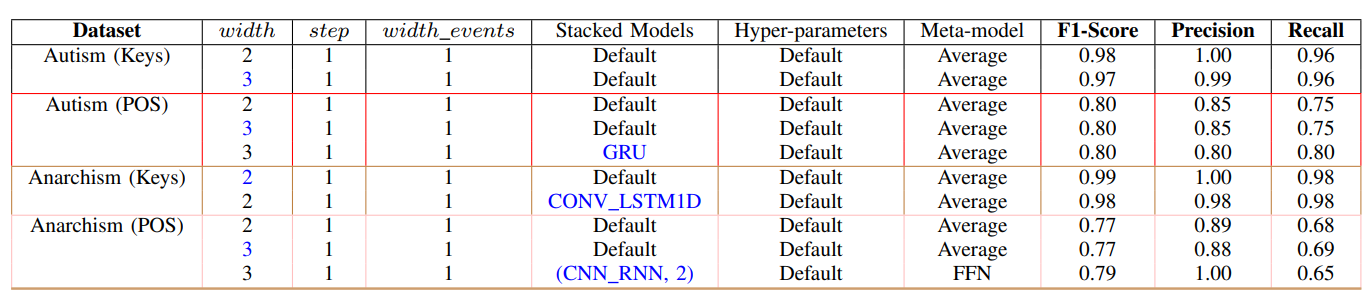 Dataset width step width_events Stacked Models Hyper-parameters Meta-model F1-Score Precision Recall
Autism (Keys) 2 1 1 Default Default Average 0.98 1.00 0.96
3 1 1 Default Default Average 0.97 0.99 0.96
Autism (POS) 2 1 1 Default Default Average 0.80 0.85 0.75
3 1 1 Default Default Average 0.80 0.85 0.75
3 1 1 GRU Default Average 0.80 0.80 0.80
Anarchism (Keys) 2 1 1 Default Default Average 0.99 1.00 0.98
2 1 1 CONV_LSTM1D Default Average 0.98 0.98 0.98
Anarchism (POS) 2 1 1 Default Default Average 0.77 0.89 0.68
3 1 1 Default Default Average 0.77 0.88 0.69
3 1 1 (CNN_RNN, 2) Default FFN 0.79 1.00 0.65